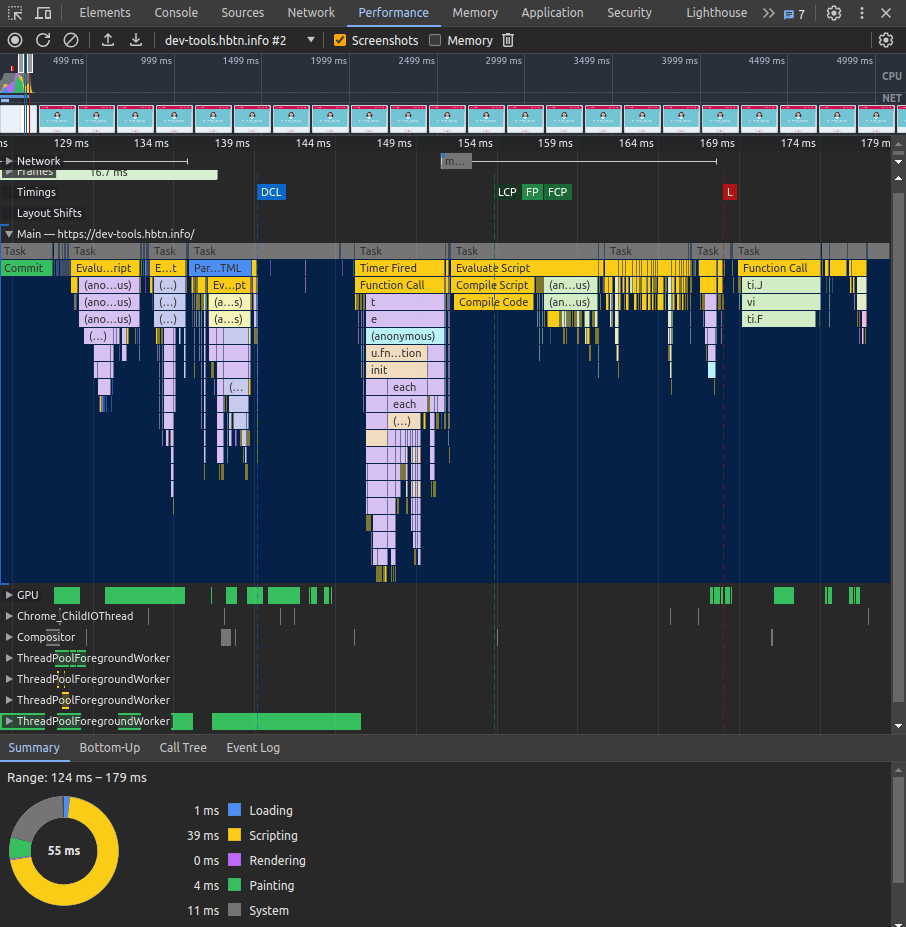 Elements Console Sources Network Performance Memory Application Security Lighthouse 7
dev-tools.hbtn.info #2 Screenshots Memory
499 ms 999 ms 1499 ms 1999 ms 2499 ms 2999 ms 3499 ms 3999 ms 4499 ms 4999 ms
CPU
NET
129 ms 134 ms 139 ms 144 ms 149 ms 154 ms 159 ms 164 ms 169 ms 174 ms 179 m
Network m…
Frames 16.7 ms
Timings DCL LCP FP FCP L
Layout Shifts
Main — https://dev-tools.hbtn.info/
Task Task Task Task Task Task Task Task Task
Commit Evalu…ript E…t Par…TML Timer Fired Evaluate Script Function Call
(ano…us) (…) Ev…pt Function Call Compile Script (an…us) ti.J
(ano…us) (…) (a…s) t Compile Code (an…us) vi
(ano…us) (…) (a…s) e ti.F
(…) (anonymous)
u.fn…tion
init
(… each
each
(…)
GPU
Chrome_ChildIOThread
Compositor
ThreadPoolForegroundWorker
ThreadPoolForegroundWorker
ThreadPoolForegroundWorker
ThreadPoolForegroundWorker
Summary Bottom-Up Call Tree Event Log
Range: 124 ms – 179 ms
55 ms
1 ms Loading
39 ms Scripting
0 ms Rendering
4 ms Painting
11 ms System